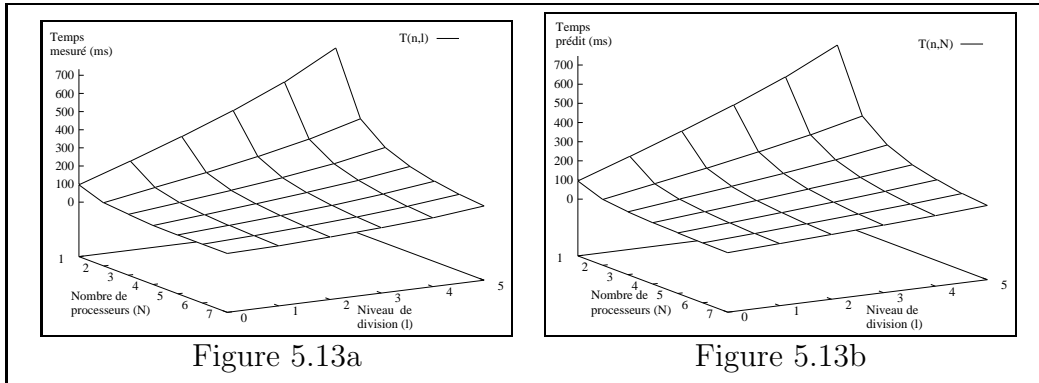 Temps
mesuré (ms)
T(n,l)
700
600
500
400
300
200
100
0
1
2
3
4
5
6
7
Nombre de
processeurs (N)
0
1
2
3
4
5
Niveau de
division (l)
Figure 5.13a
Temps
prédit (ms)
T(n,N)
700
600
500
400
300
200
100
0
1
2
3
4
5
6
7
Nombre de
processeurs (N)
0
1
2
3
4
5
Niveau de
division (l)
Figure 5.13b